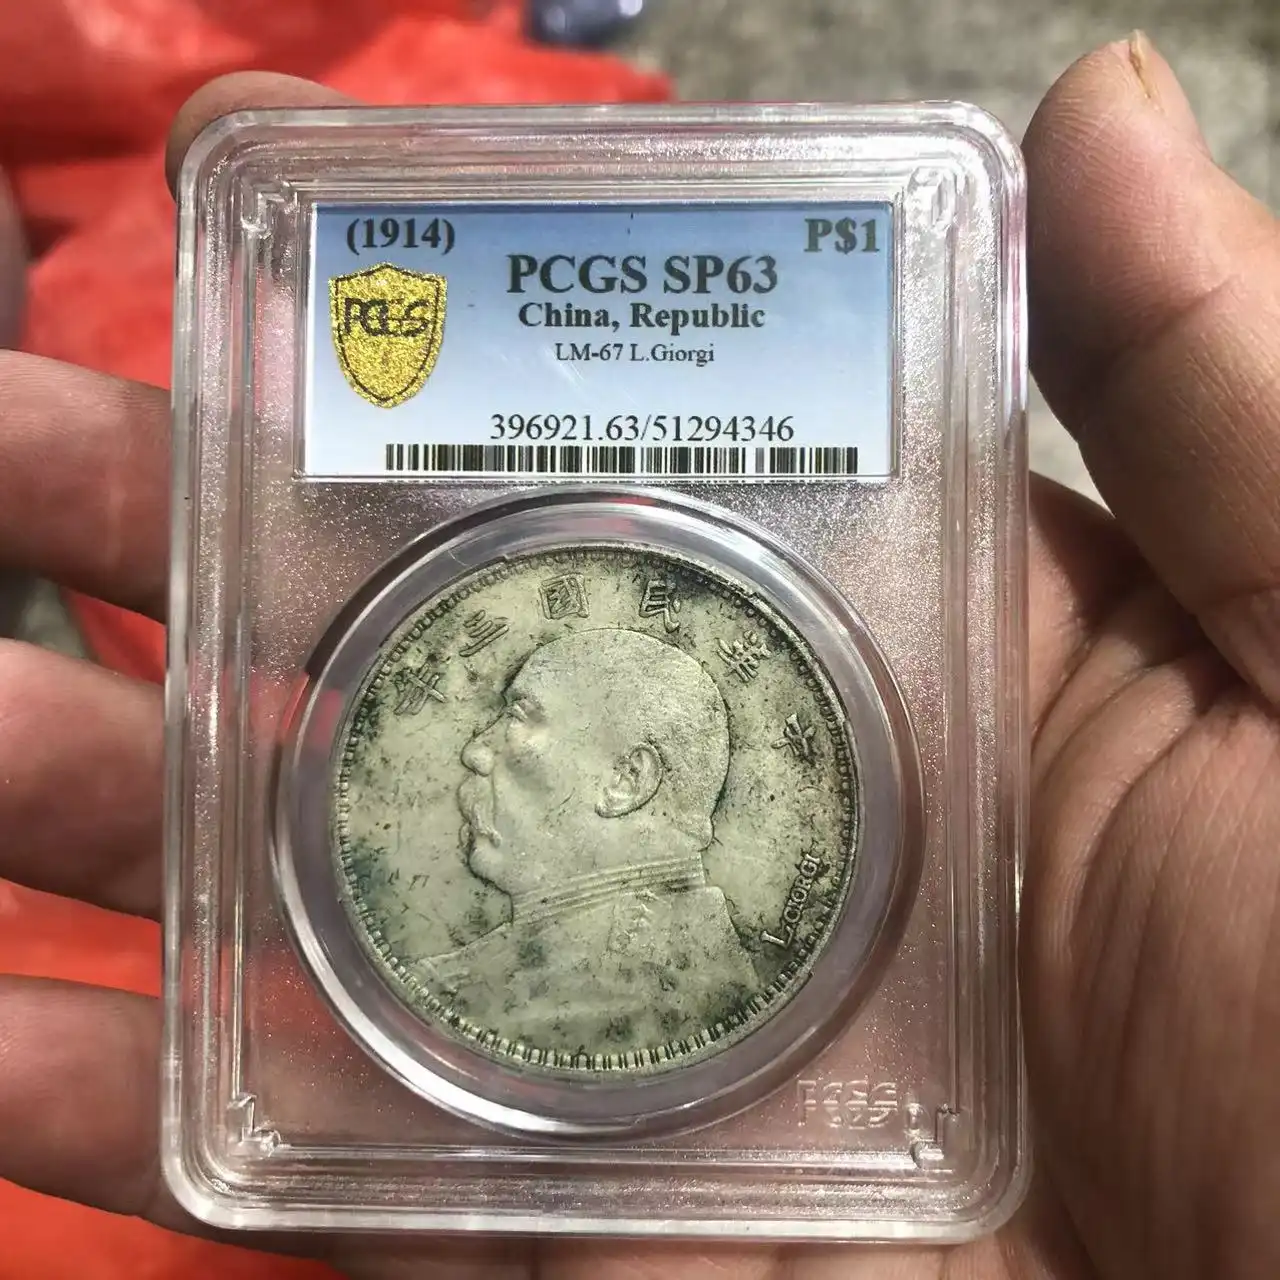 (1914) P$1
PCGS SP63
China, Republic
LM-67 L.Giorgi
PCGS
396921.63/51294346
年三國民華中
L.GIORGI
PCGS